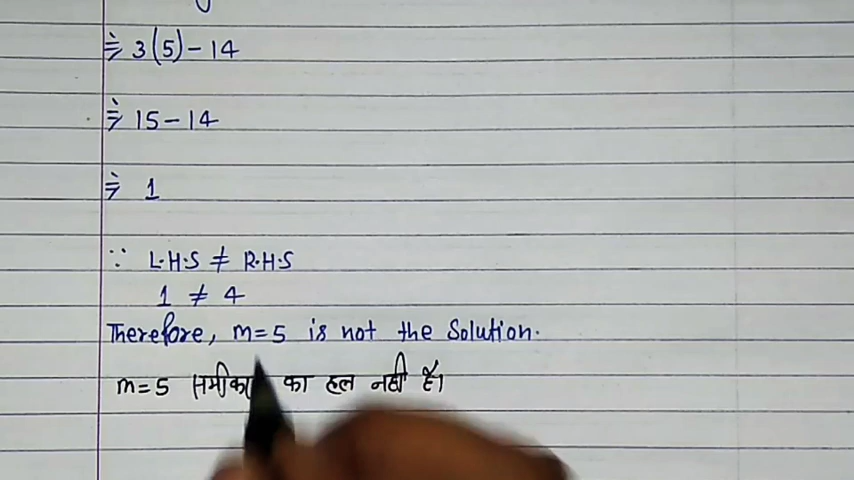 ⇒ 3(5) - 14
⇒ 15 - 14
⇒ 1
∵ L.H.S ≠ R.H.S
1 ≠ 4
Therefore, m=5 is not the Solution.
m=5 का हल नहीं है।